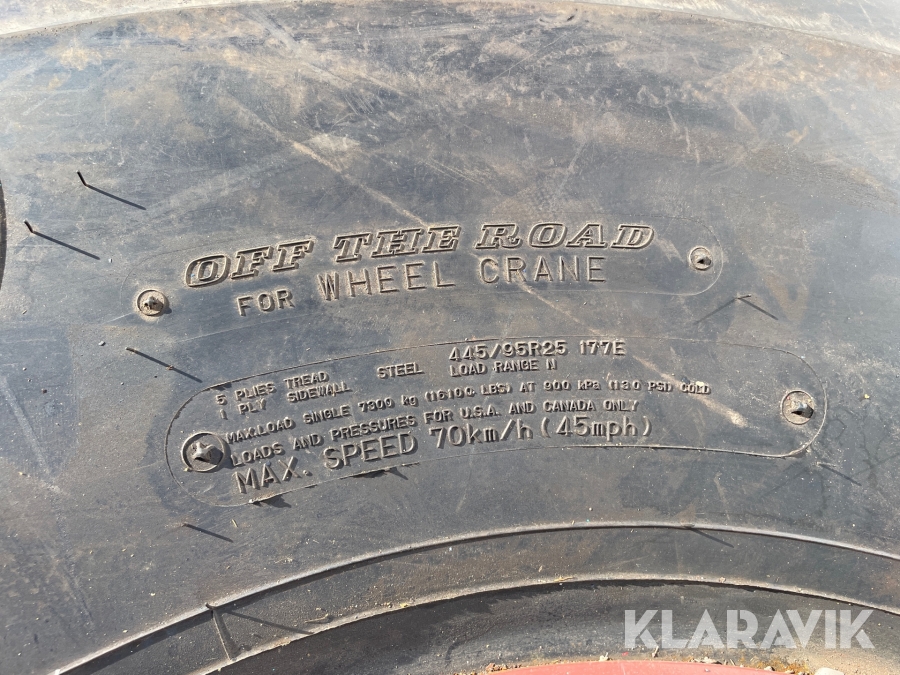 OFF THE ROAD
FOR WHEEL CRANE
445/95R25 177E
5 PLIES TREAD STEEL LOAD RANGE N
1 PLY SIDEWALL
MAX.LOAD SINGLE 7300 kg (16100 LBS) AT 900 kPa (130 PSI) COLD
LOADS AND PRESSURES FOR U.S.A. AND CANADA ONLY
MAX. SPEED 70km/h (45mph)
KLARAVIK